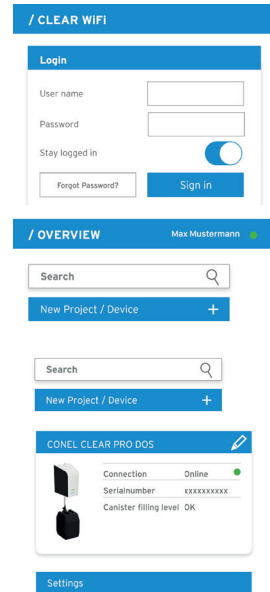 / CLEAR WiFi
Login
User name
Password
Stay logged in
Forgot Password? Sign in
/ OVERVIEW Max Mustermann
Search
New Project / Device +
Search
New Project / Device +
CONEL CLEAR PRO DOS
Connection Online
Serialnumber xxxxxxxxxx
Canister filling level OK
Settings